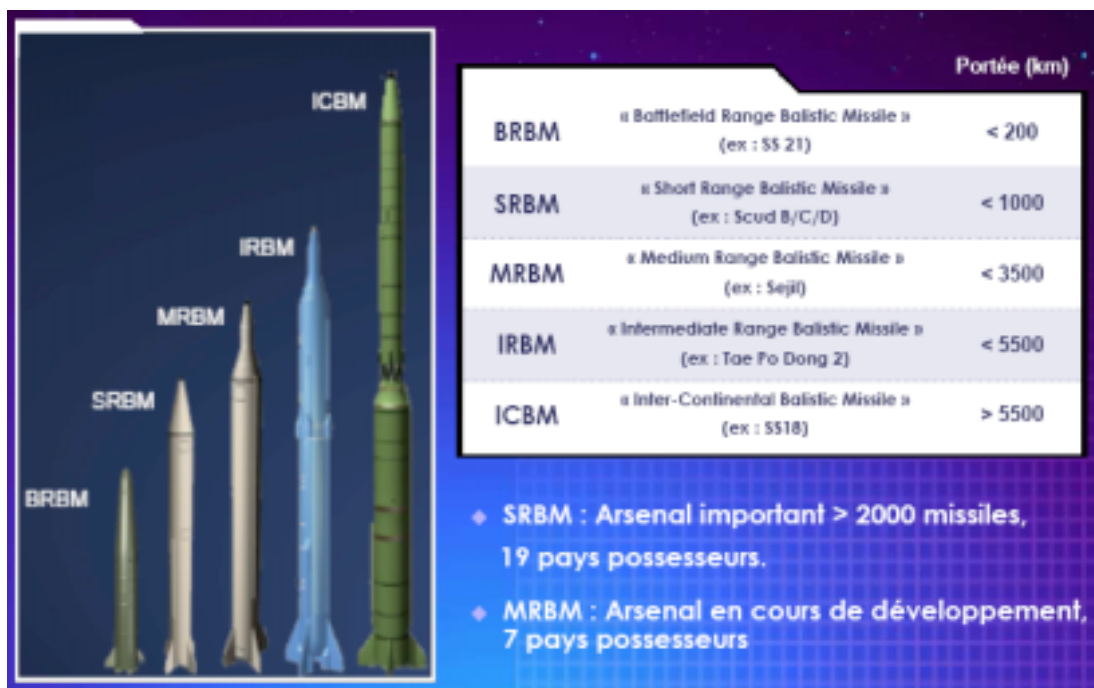 ICBM
IRBM
MRBM
SRBM
BRBM
Portée (km)
BRBM
« Battlefield Range Balistic Missile »
(ex : SS 21)
< 200
SRBM
« Short Range Balistic Missile »
(ex : Scud B/C/D)
< 1000
MRBM
« Medium Range Balistic Missile »
(ex : Sejil)
< 3500
IRBM
« Intermediate Range Balistic Missile »
(ex : Tae Po Dong 2)
< 5500
ICBM
« Inter-Continental Balistic Missile »
(ex : SS18)
> 5500
SRBM : Arsenal important > 2000 missiles,
19 pays possesseurs.
MRBM : Arsenal en cours de développement,
7 pays possesseurs